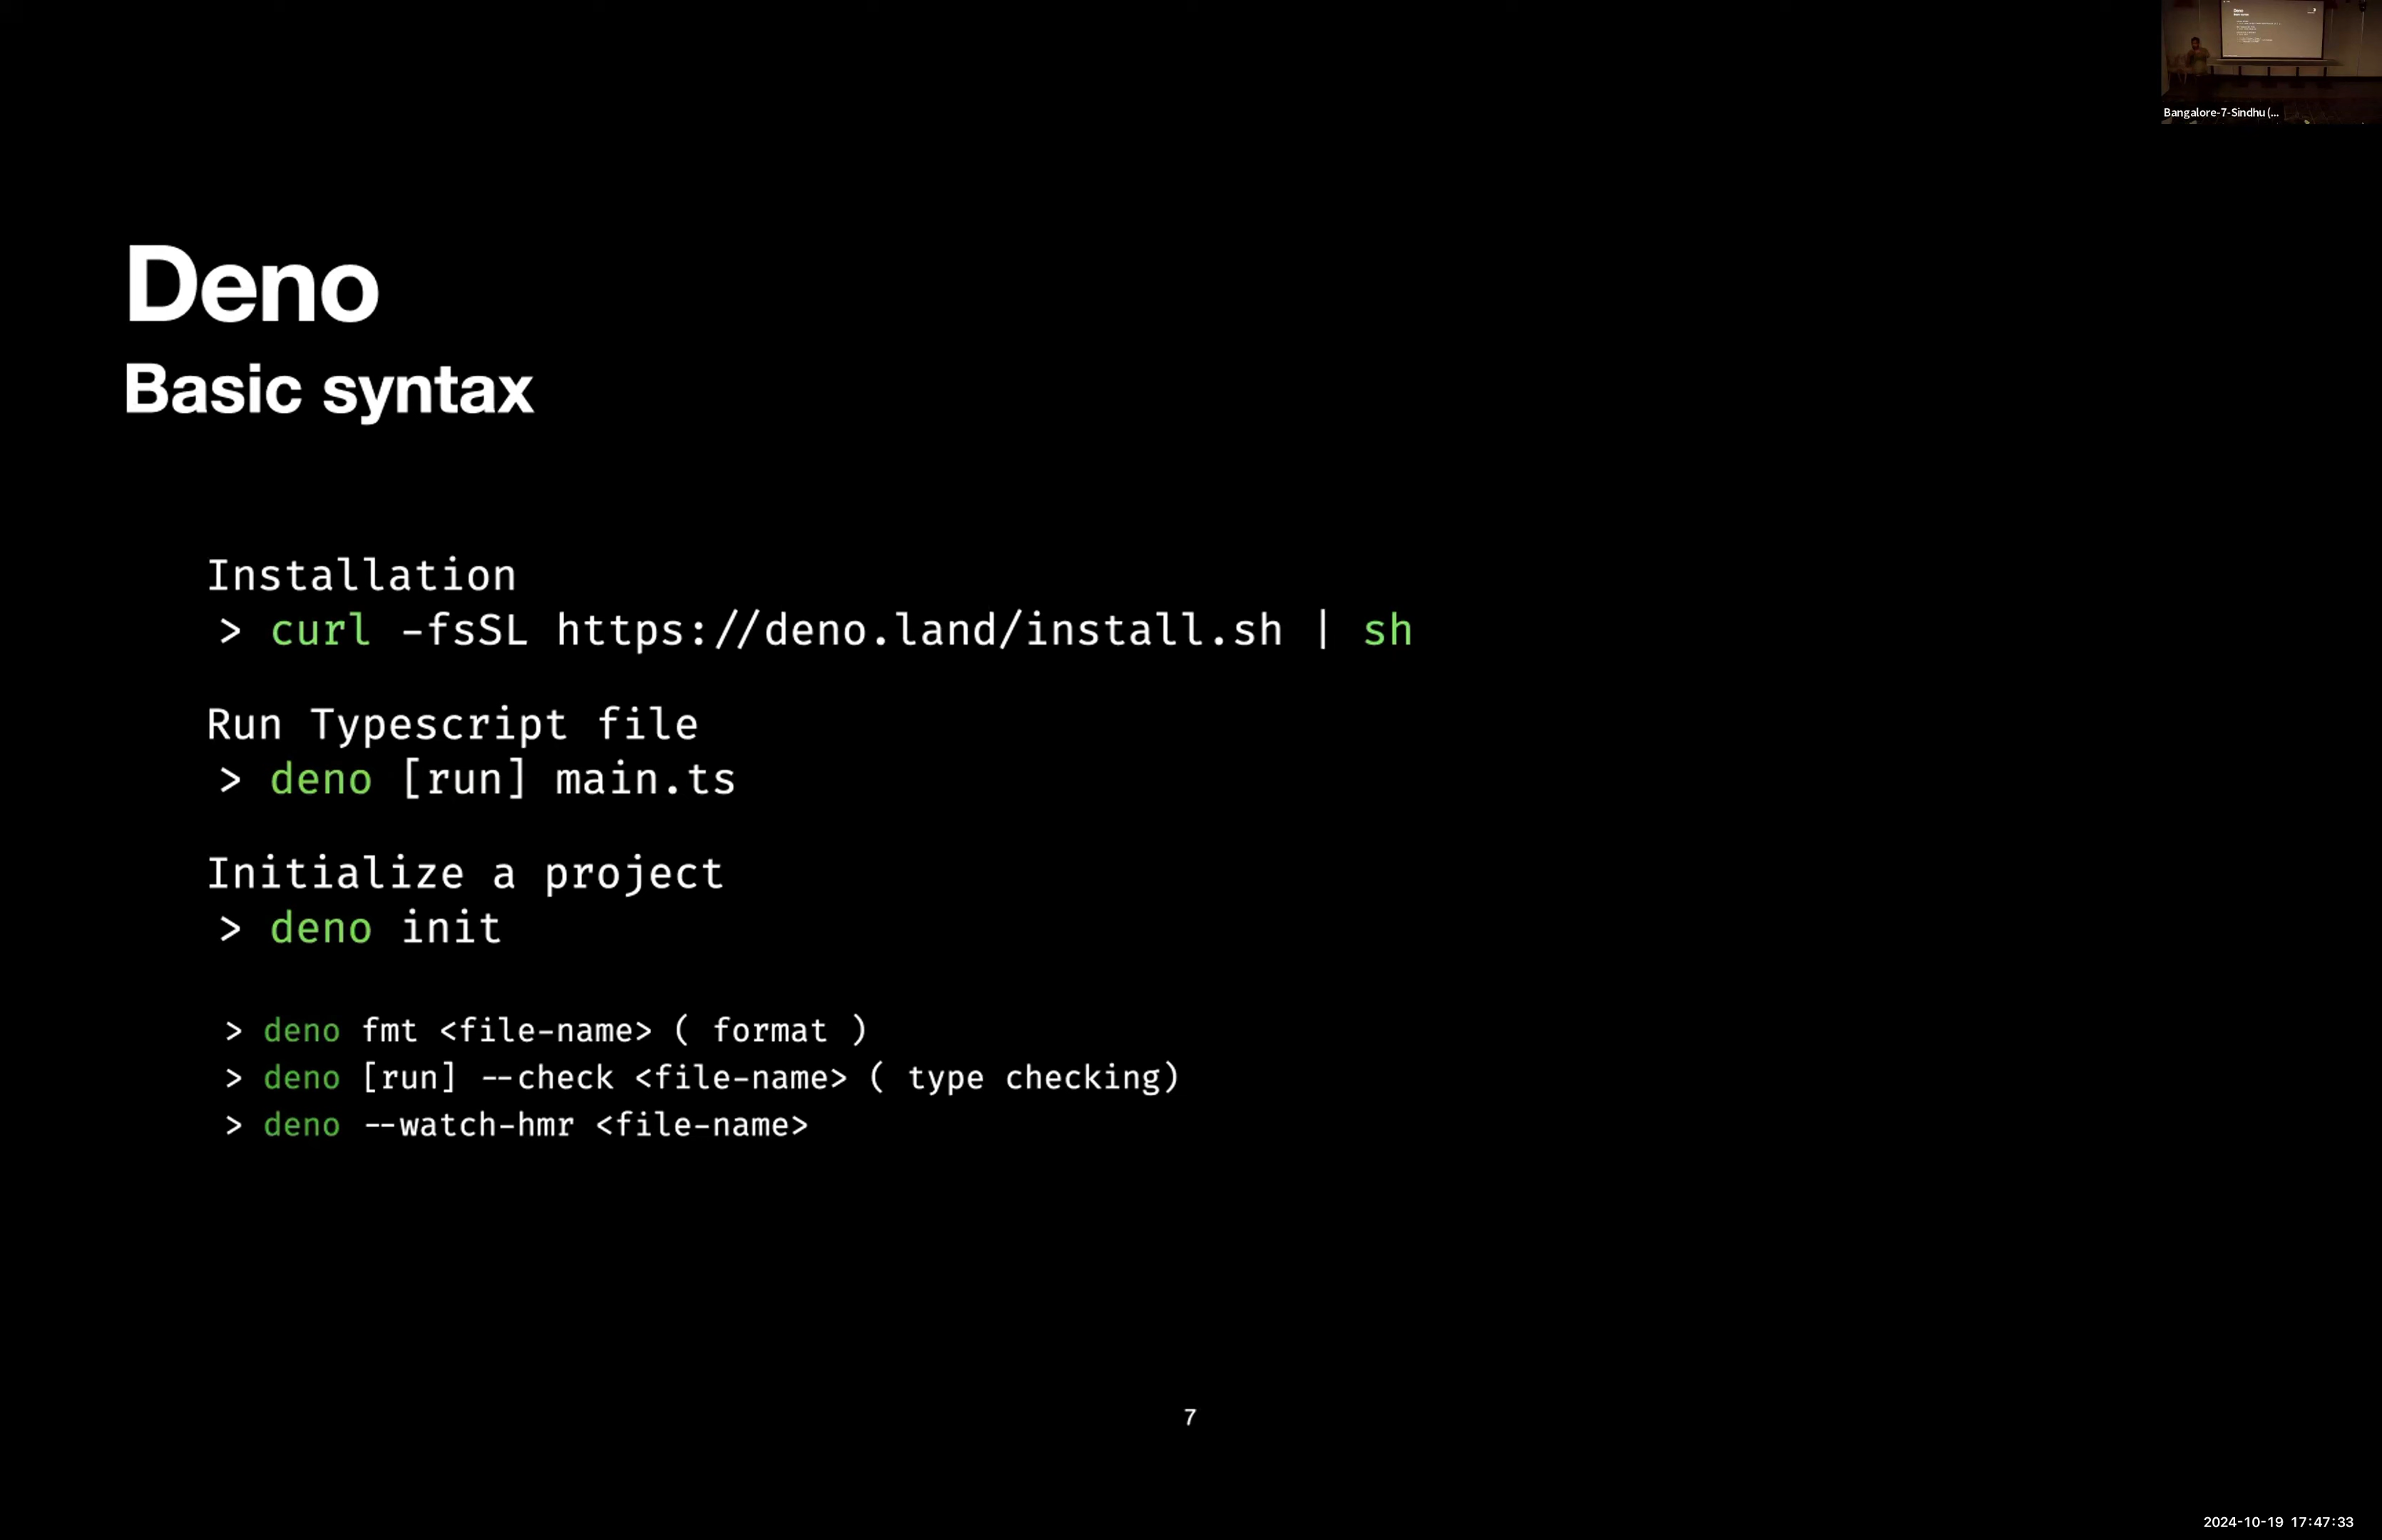 Bangalore-7-Sindhu (...
Deno
Basic syntax
Installation
> curl -fsSL https://deno.land/install.sh | sh
Run Typescript file
> deno [run] main.ts
Initialize a project
> deno init
> deno fmt <file-name> ( format )
> deno [run] --check <file-name> ( type checking)
> deno --watch-hmr <file-name>
7
2024-10-19 17:47:33